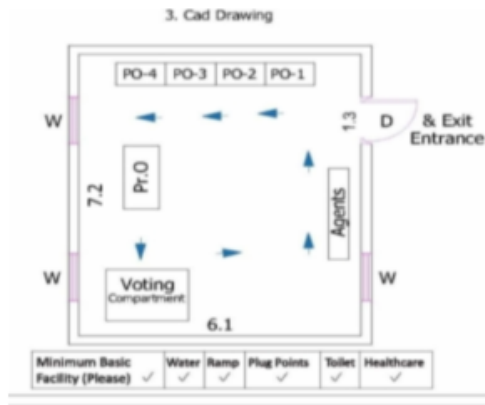 3. Cad Drawing
PO-4 PO-3 PO-2 PO-1
W
1.3
D
& Exit
Entrance
Pr.O
7.2
Agents
W
Voting
Compartment
W
6.1
Minimum Basic
Facility (Please) ✓
Water ✓
Ramp ✓
Plug Points ✓
Toilet ✓
Healthcare ✓